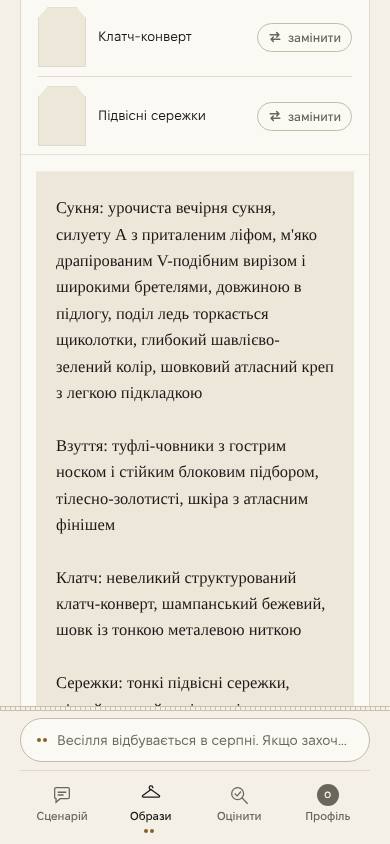 Клатч-конверт
замінити
Підвісні сережки
замінити
Сукня: урочиста вечірня сукня,
силуету А з приталеним ліфом, м'яко
драпірованим V-подібним вирізом і
широкими бретелями, довжиною в
підлогу, поділ ледь торкається
щиколотки, глибокий шавлієво-
зелений колір, шовковий атласний креп
з легкою підкладкою
Взуття: туфлі-човники з гострим
носком і стійким блоковим підбором,
тілесно-золотисті, шкіра з атласним
фінішем
Клатч: невеликий структурований
клатч-конверт, шампанський бежевий,
шовк із тонкою металевою ниткою
Сережки: тонкі підвісні сережки,
Весілля відбувається в серпні. Якщо захоч...
Сценарій
Образи
Оцінити
О
Профіль